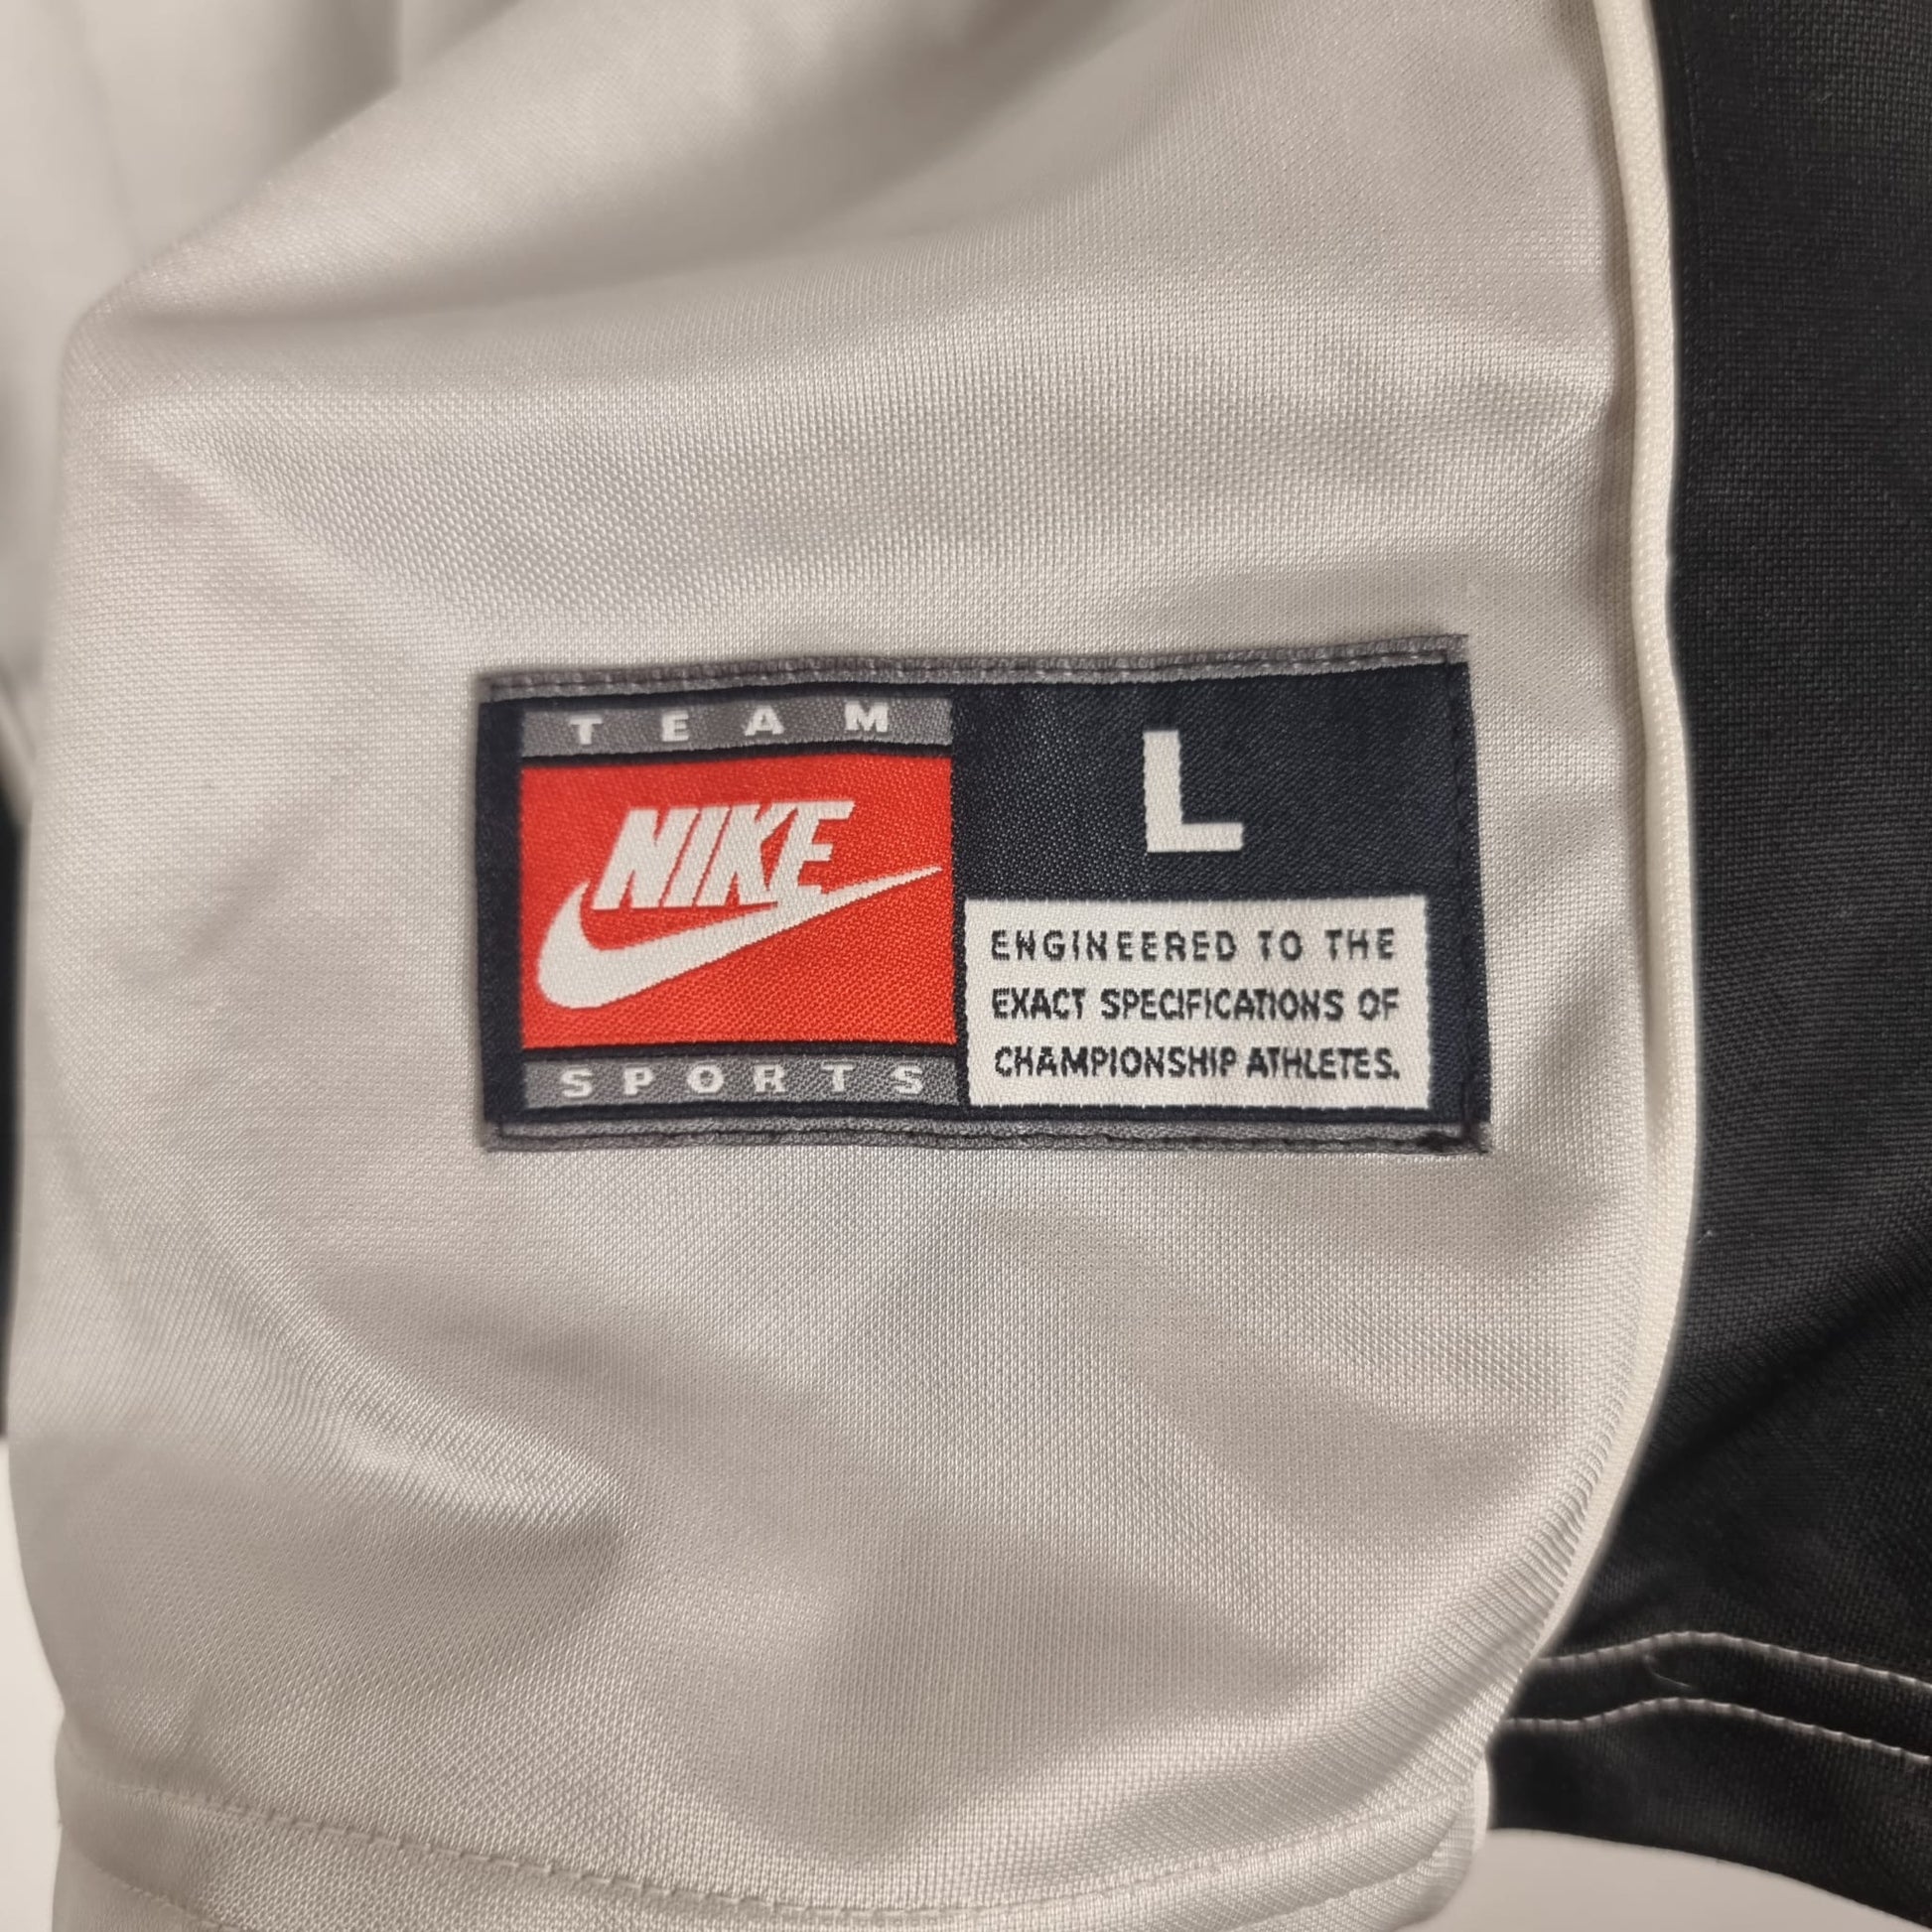 TEAM
NIKE
SPORTS
L
ENGINEERED TO THE
EXACT SPECIFICATIONS OF
CHAMPIONSHIP ATHLETES.